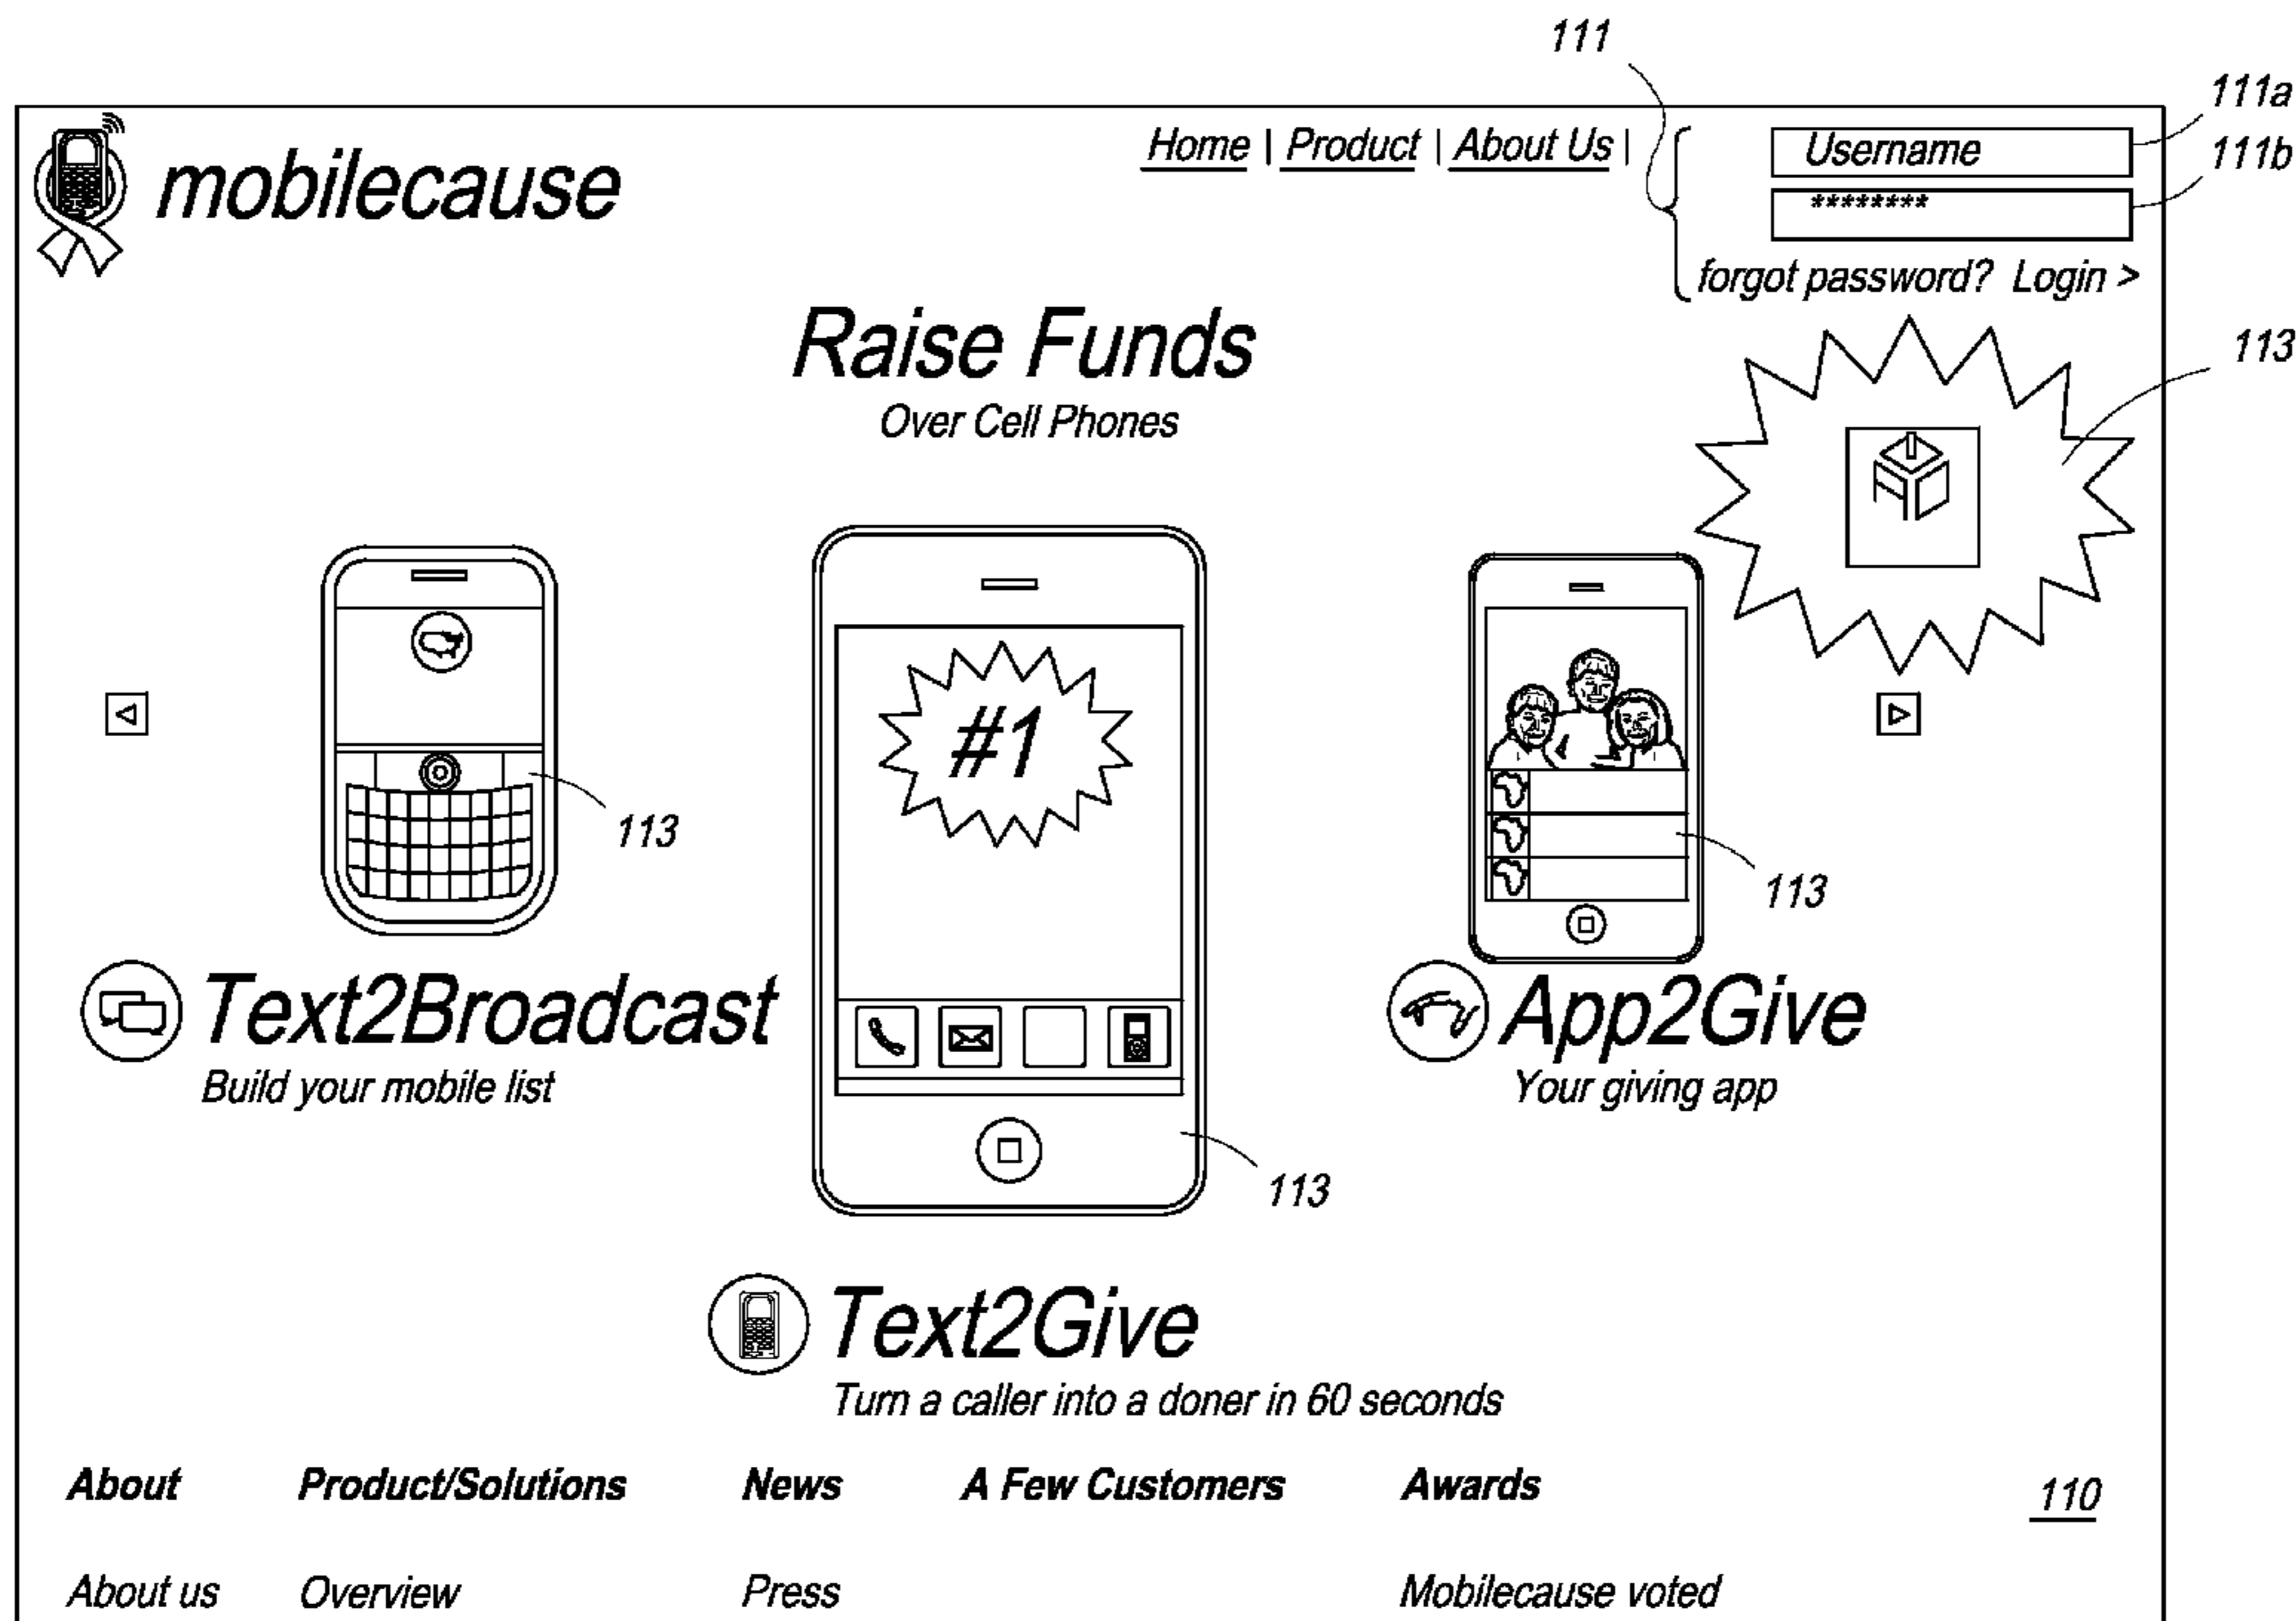 111
111a
mobilecause
Home | Product | About Us |
Username
111b
********
forgot password? Login >
Raise Funds
113
Over Cell Phones
#1
113
113
Text2Broadcast
App2Give
Build your mobile list
Your giving app
113
Text2Give
Turn a caller into a doner in 60 seconds
About Product/Solutions News A Few Customers Awards
110
About us Overview Press Mobilecause voted